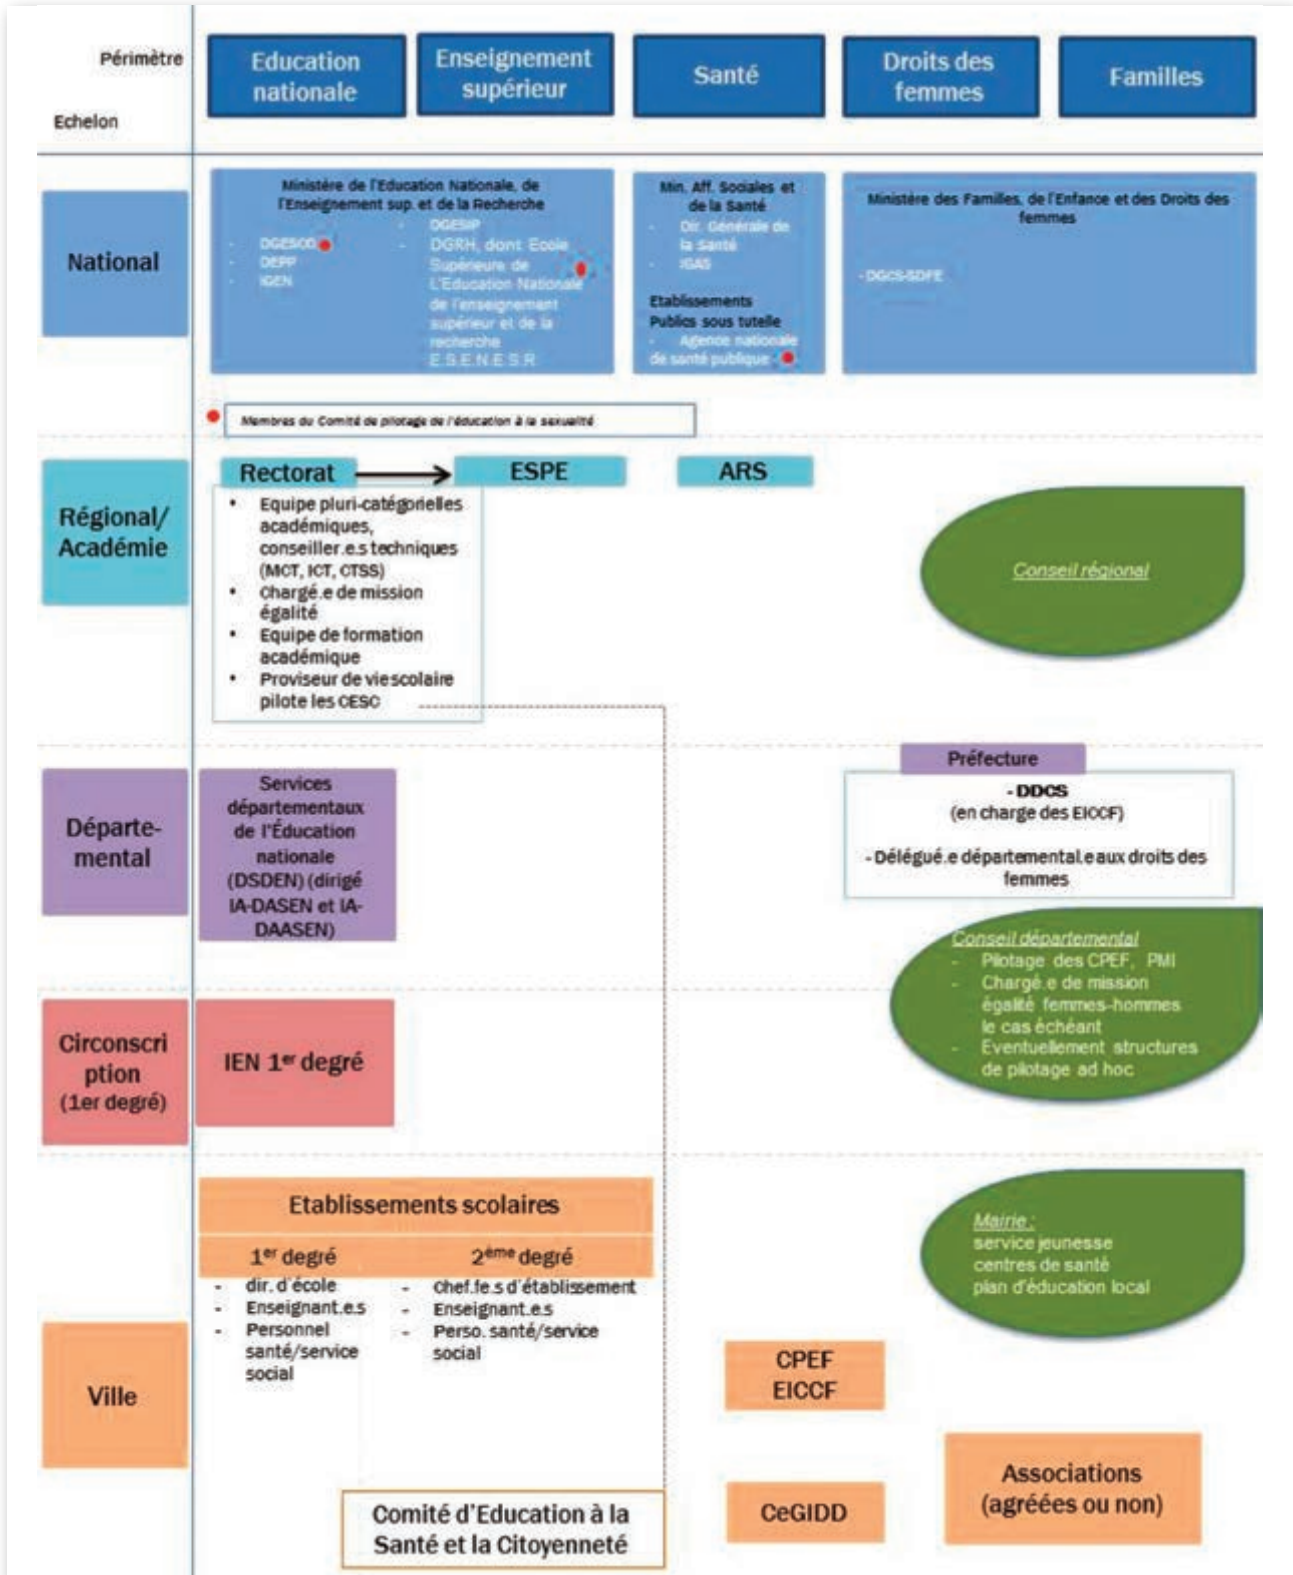 Périmètre
Echelon
Education
nationale
Enseignement
supérieur
Santé
Droits des
femmes
Familles
National
Ministère de l'Education Nationale, de
l'Enseignement sup. et de la Recherche
- DGESCO
- DEPP
- IGEN
- DGESIP
- DGRH, dont Ecole
Supérieure de
L'Education Nationale
de l'enseignement
supérieur et de la
recherche
E.S.E.N.E.S.R
Min. Aff. Sociales et
de la Santé
- Dir. Générale de
la Santé
- IGAS
Etablissements
Publics sous tutelle
- Agence nationale
de santé publique
Ministère des Familles, de l'Enfance et des Droits des
femmes
- DGCS-SDFE
Membres du Comité de pilotage de l'éducation à la sexualité
Régional/
Académie
Rectorat
ESPE
ARS
• Equipe pluri-catégorielles
académiques,
conseiller.e.s techniques
(MCT, ICT, CTSS)
• Chargé.e de mission
égalité
• Equipe de formation
académique
• Proviseur de vie scolaire
pilote les CESC
Conseil régional
Départe-
mental
Services
départementaux
de l'Éducation
nationale
(DSDEN) (dirigé
IA-DASEN et IA-
DAASEN)
Préfecture
- DDCS
(en charge des EICCF)
- Délégué.e départemental.e aux droits des
femmes
Conseil départemental
- Pilotage des CPEF, PMI
- Chargé.e de mission
égalité femmes-hommes
le cas échéant
- Eventuellement structures
de pilotage ad hoc
Circonscri
ption
(1er degré)
IEN 1er degré
Ville
Etablissements scolaires
1er degré
- dir. d'école
- Enseignant.e.s
- Personnel
santé/service
social
2ème degré
- Chef.fe.s d'établissement
- Enseignant.e.s
- Perso. santé/service
social
Mairie :
service jeunesse
centres de santé
plan d'éducation local
CPEF
EICCF
CeGIDD
Associations
(agréées ou non)
Comité d'Education à la
Santé et la Citoyenneté